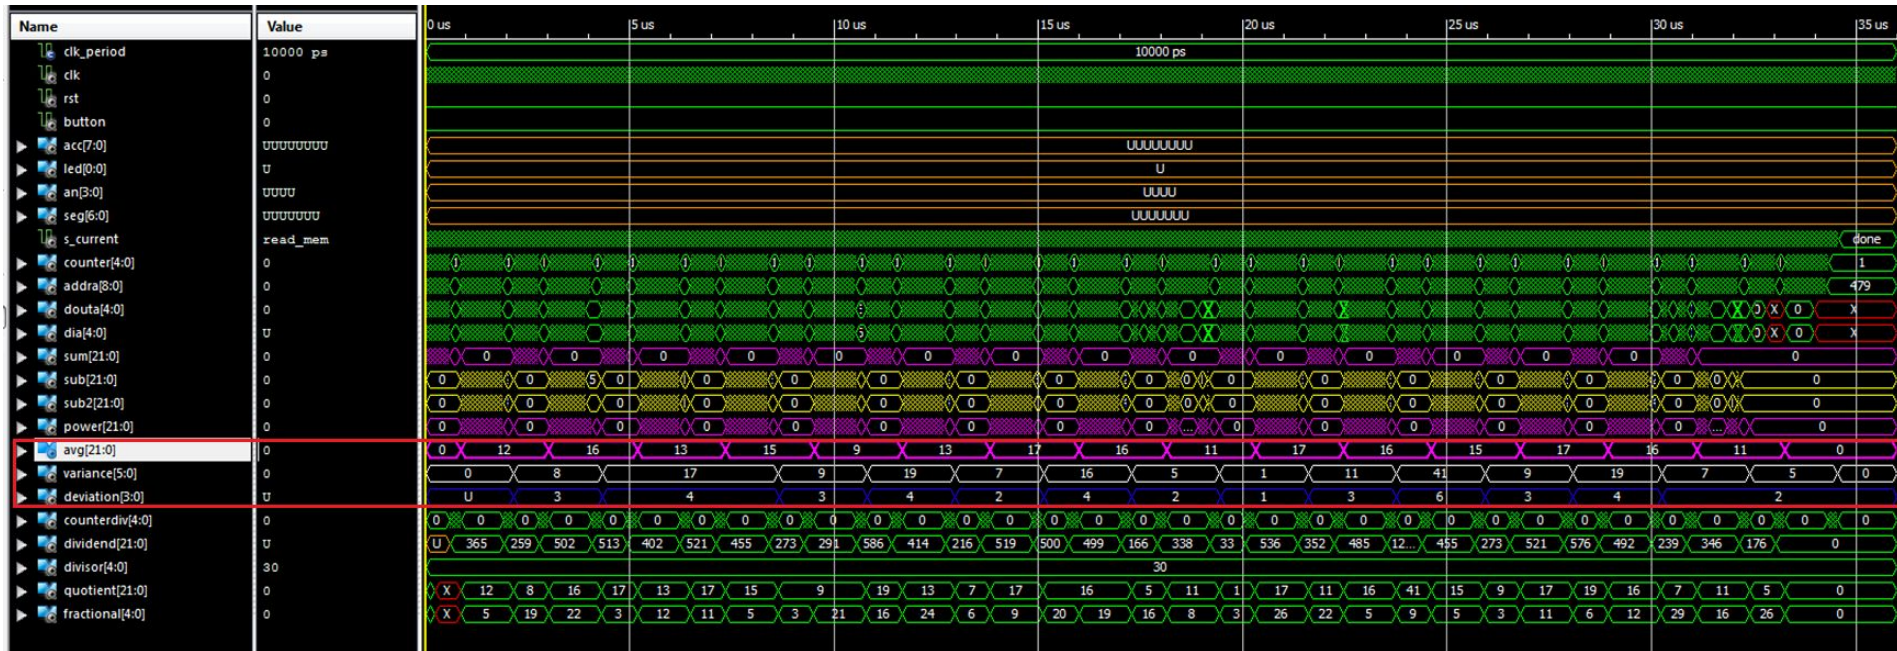 Name Value 0 us 5 us 10 us 15 us 20 us 25 us 30 us 35 us
clk_period 10000 ps 10000 ps
clk 0
rst 0
button 0
acc[7:0] UUUUUUUU UUUUUUUU
led[0:0] U U
an[3:0] UUUU UUUU
seg[6:0] UUUUUUU UUUUUUU
s_current read_mem done
counter[4:0] 0 1
addra[8:0] 0 479
douta[4:0] 0 X 0 X
dia[4:0] U 5 X 0 X
sum[21:0] 0 0 0 0 0 0 0 0 0 0 0 0 0 0 0 0
sub[21:0] 0 0 0 5 0 0 0 0 0 0 0 0 0 0 0 0 0 0 0 0
sub2[21:0] 0 0 0 0 0 0 0 0 0 0 0 0 0 0 0 0 0 0 0
power[21:0] 0 0 0 0 0 0 0 0 0 0 ... 0 0 0 0 0 0 ... 0
avg[21:0] 0 0 12 16 13 15 9 13 17 16 11 17 16 15 17 16 11 0
variance[5:0] 0 0 8 17 9 19 7 16 5 1 11 41 9 19 7 5 0
deviation[3:0] U U 3 4 3 4 2 4 2 1 3 6 3 4 2
counterdiv[4:0] 0 0 0 0 0 0 0 0 0 0 0 0 0 0 0 0 0 0 0 0 0 0 0 0 0 0 0 0 0 0 0 0 0 0
dividend[21:0] U U 365 259 502 513 402 521 455 273 291 586 414 216 519 500 499 166 338 33 536 352 485 12... 455 273 521 576 492 239 346 176 0
divisor[4:0] 30 30
quotient[21:0] 0 X 12 8 16 17 13 17 15 9 19 13 7 17 16 5 11 1 17 11 16 41 15 9 17 19 16 7 11 5 0
fractional[4:0] 0 X 5 19 22 3 12 11 5 3 21 16 24 6 9 20 19 16 8 3 26 22 5 9 5 3 11 6 12 29 16 26 0